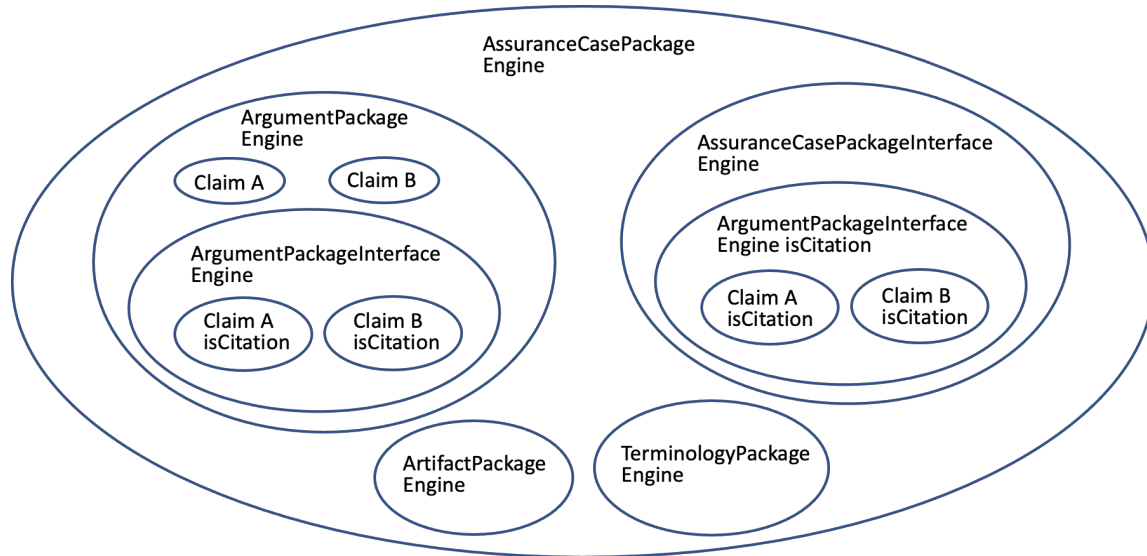 AssuranceCasePackage
Engine
ArgumentPackage
Engine
Claim A
Claim B
ArgumentPackageInterface
Engine
Claim A
isCitation
Claim B
isCitation
AssuranceCasePackageInterface
Engine
ArgumentPackageInterface
Engine isCitation
Claim A
isCitation
Claim B
isCitation
ArtifactPackage
Engine
TerminologyPackage
Engine